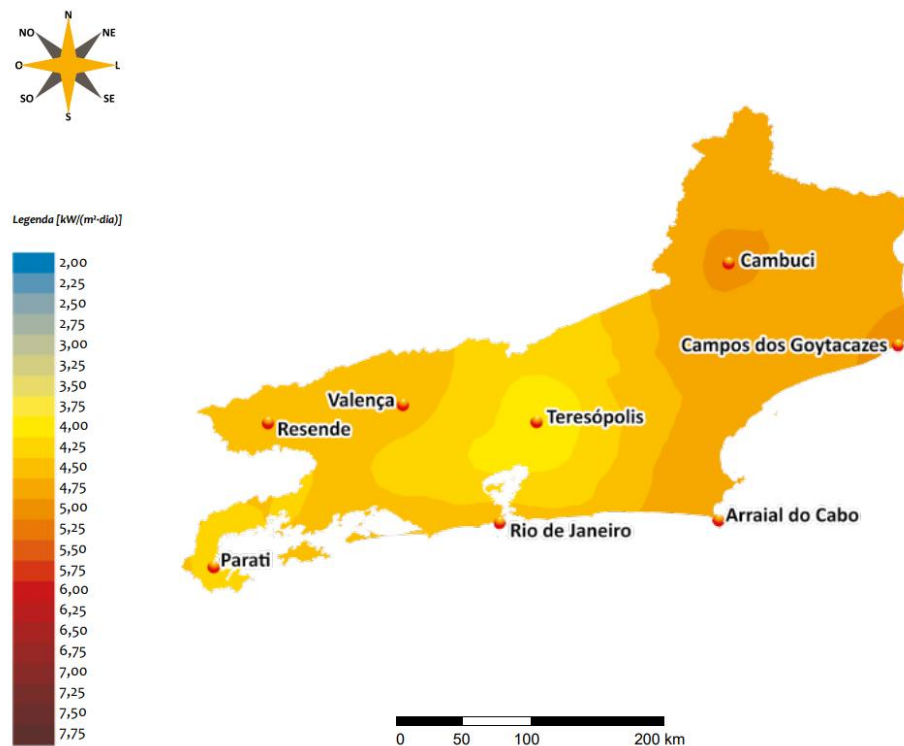 N
NO NE
O L
SO SE
S
Legenda [kW/(m²-dia)]
2,00
2,25
2,50
2,75
3,00
3,25
3,50
3,75
4,00
4,25
4,50
4,75
5,00
5,25
5,50
5,75
6,00
6,25
6,50
6,75
7,00
7,25
7,50
7,75
Cambuci
Campos dos Goytacazes
Valença
Resende
Teresópolis
Arraial do Cabo
Rio de Janeiro
Parati
0 50 100 200 km